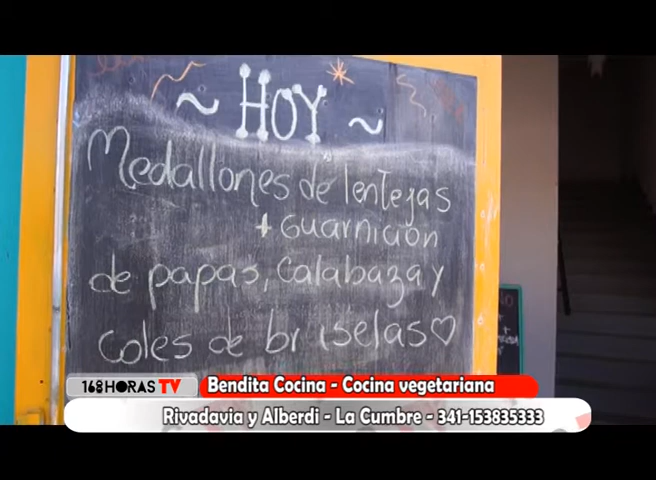 ~ HOY ~
Medallones de lentejas
+ Guarnición
de papas, Calabaza y
Coles de bruselas ♡
168HORAS TV
Bendita Cocina - Cocina vegetariana
Rivadavia y Alberdi - La Cumbre - 341-153835333